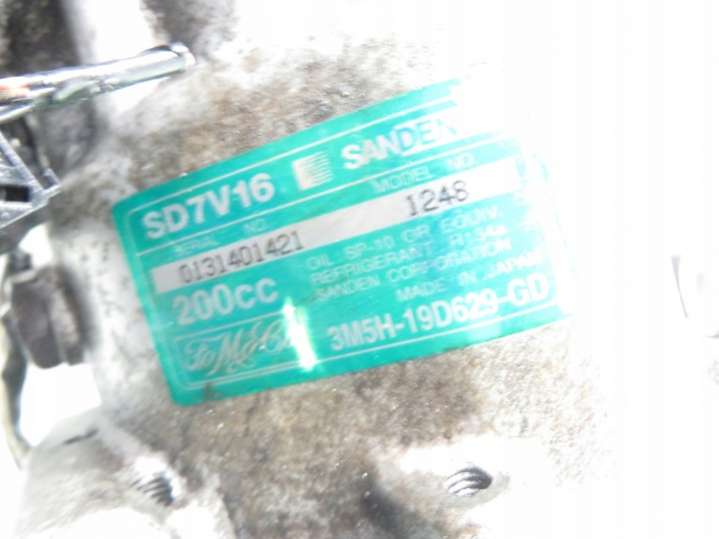 SD7V16 SANDEN
SERIAL NO. MODEL NO.
0131401421 1248
200cc OIL SP-10 OR EQUIV.
REFRIGERANT R134a
SANDEN CORPORATION
MADE IN JAPAN
FoMoCo 3M5H-19D629-GD